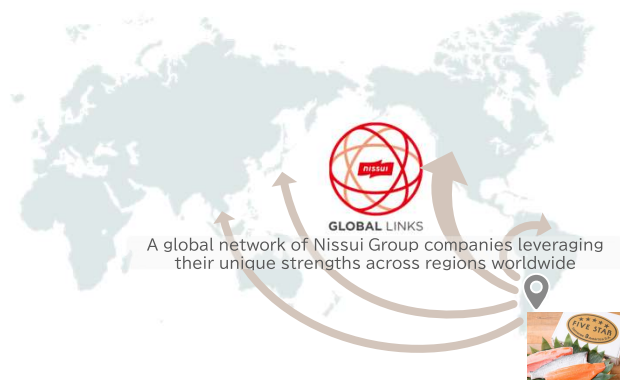 nissui
GLOBAL LINKS
A global network of Nissui Group companies leveraging
their unique strengths across regions worldwide
FIVE STAR